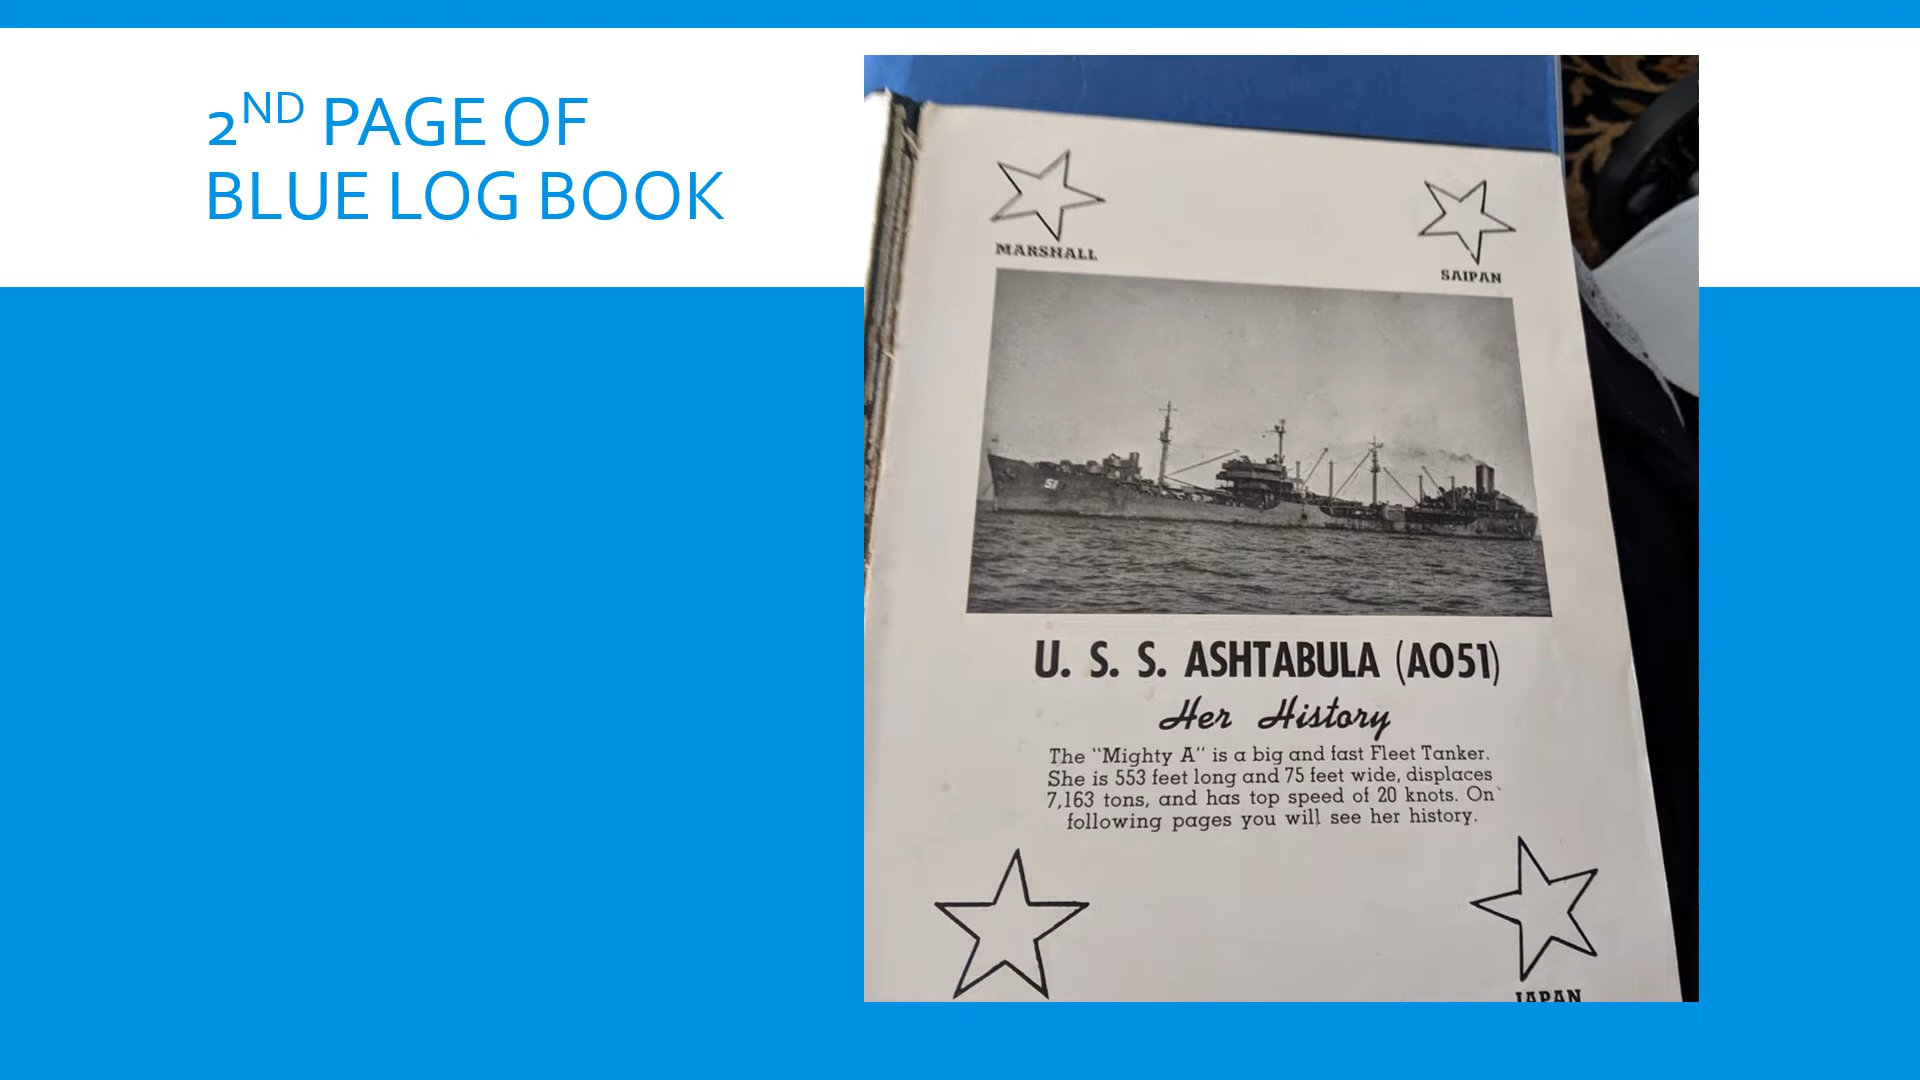 2ND PAGE OF
BLUE LOG BOOK
MARSHALL
SAIPAN
51
U. S. S. ASHTABULA (AO51)
Her History
The "Mighty A" is a big and fast Fleet Tanker.
She is 553 feet long and 75 feet wide, displaces
7,163 tons, and has top speed of 20 knots. On
following pages you will see her history.
JAPAN